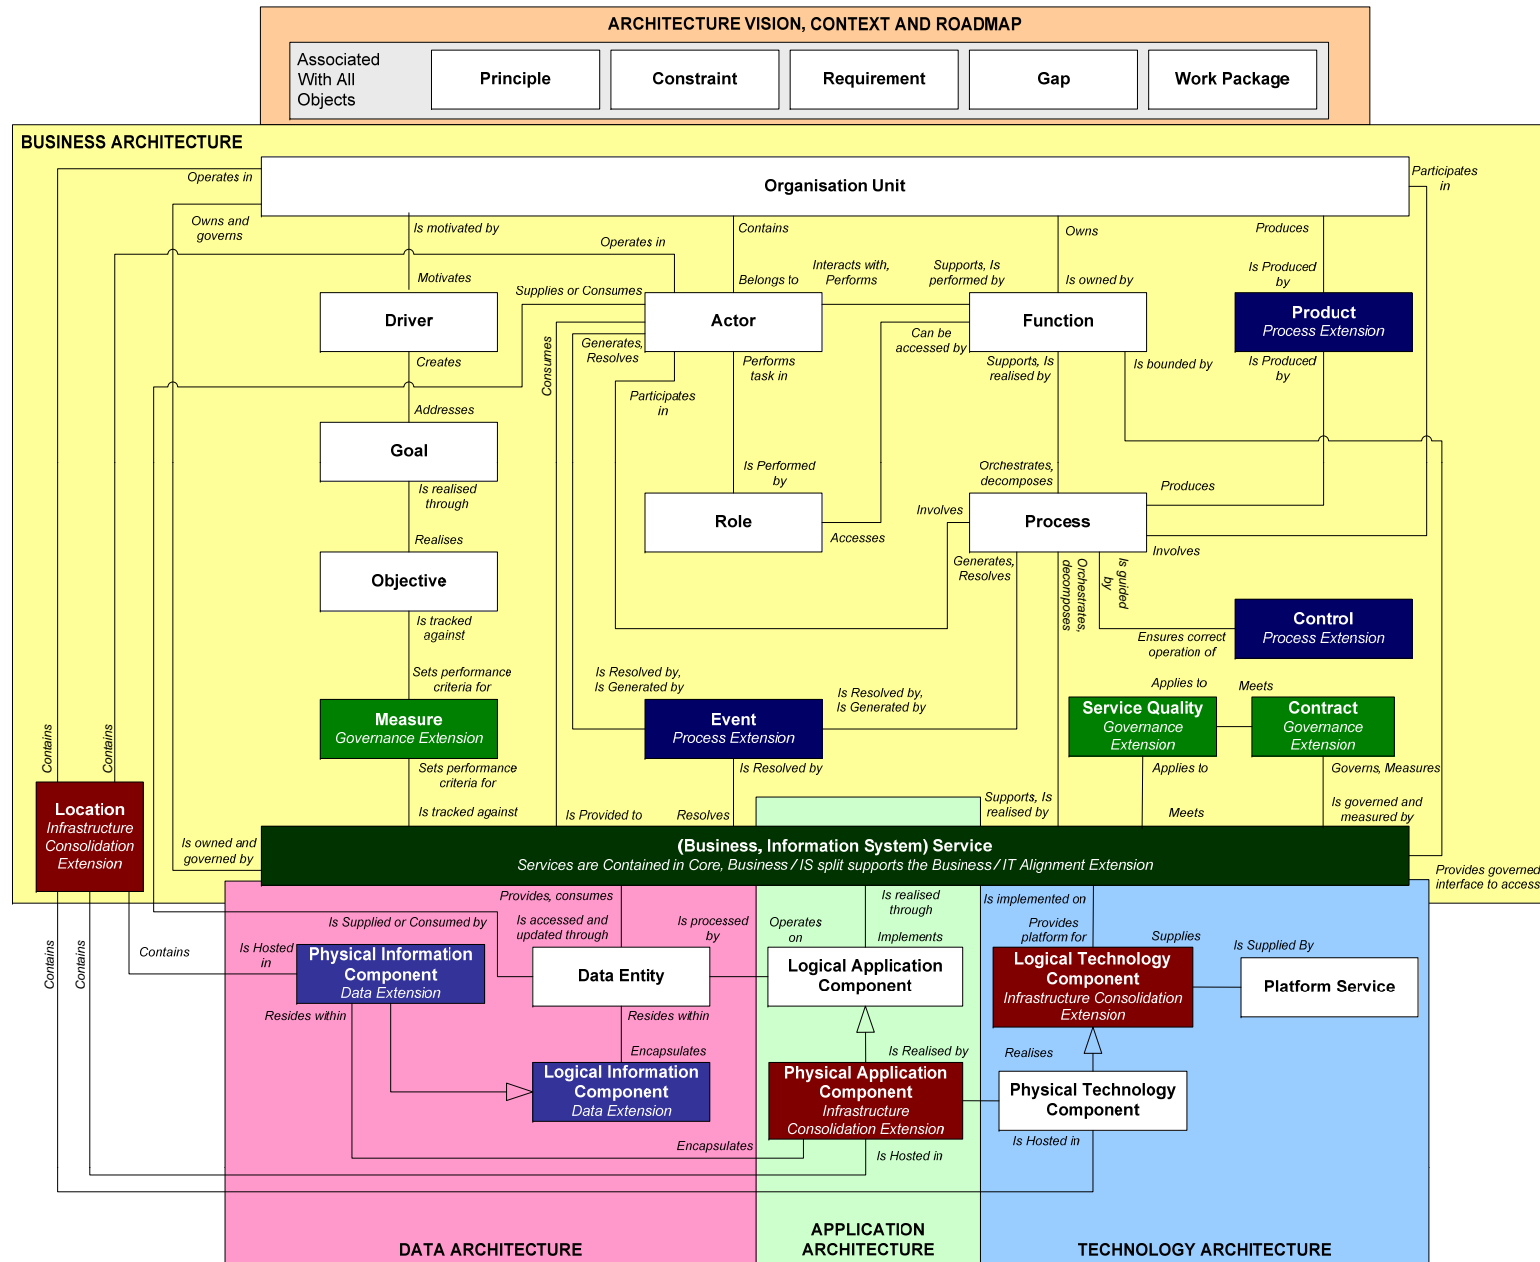 ARCHITECTURE VISION, CONTEXT AND ROADMAP
Associated
With All
Objects
Principle
Constraint
Requirement
Gap
Work Package
BUSINESS ARCHITECTURE
Operates in
Organisation Unit
Participates
in
Owns and
governs
Is motivated by
Contains
Owns
Produces
Operates in
Motivates
Belongs to
Interacts with,
Performs
Supports, Is
performed by
Is owned by
Is Produced
by
Supplies or Consumes
Driver
Actor
Function
Product
Process Extension
Generates,
Resolves
Can be
accessed by
Creates
Consumes
Performs
task in
Supports, Is
realised by
Is bounded by
Is Produced
by
Participates
in
Addresses
Goal
Is Performed
by
Orchestrates,
decomposes
Is realised
through
Produces
Role
Involves
Process
Realises
Accesses
Involves
Objective
Generates,
Resolves
Orchestrates,
decomposes
Is guided
by
Is tracked
against
Control
Process Extension
Ensures correct
operation of
Sets performance
criteria for
Is Resolved by,
Is Generated by
Is Resolved by,
Is Generated by
Applies to
Meets
Measure
Governance Extension
Event
Process Extension
Service Quality
Governance
Extension
Contract
Governance
Extension
Contains
Contains
Sets performance
criteria for
Is Resolved by
Applies to
Governs, Measures
Location
Infrastructure
Consolidation
Extension
Is tracked against
Is Provided to
Resolves
Supports, Is
realised by
Meets
Is governed and
measured by
Is owned and
governed by
(Business, Information System) Service
Services are Contained in Core, Business / IS split supports the Business / IT Alignment Extension
Provides governed
interface to access
Provides, consumes
Is realised
through
Is implemented on
Is Supplied or Consumed by
Is accessed and
updated through
Is processed
by
Operates
on
Implements
Provides
platform for
Supplies
Is Supplied By
Contains
Contains
Contains
Is Hosted
in
Physical Information
Component
Data Extension
Data Entity
Logical Application
Component
Logical Technology
Component
Infrastructure Consolidation
Extension
Platform Service
Resides within
Resides within
Encapsulates
Is Realised by
Realises
Logical Information
Component
Data Extension
Physical Application
Component
Infrastructure
Consolidation Extension
Physical Technology
Component
Encapsulates
Is Hosted in
Is Hosted in
DATA ARCHITECTURE
APPLICATION
ARCHITECTURE
TECHNOLOGY ARCHITECTURE